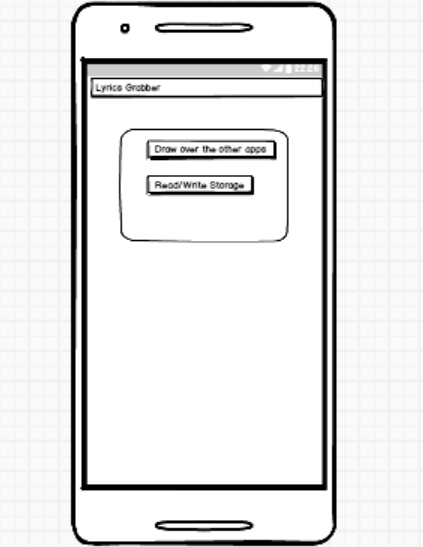 22:26
Lyrics Grabber
Draw over the other apps
Read/Write Storage